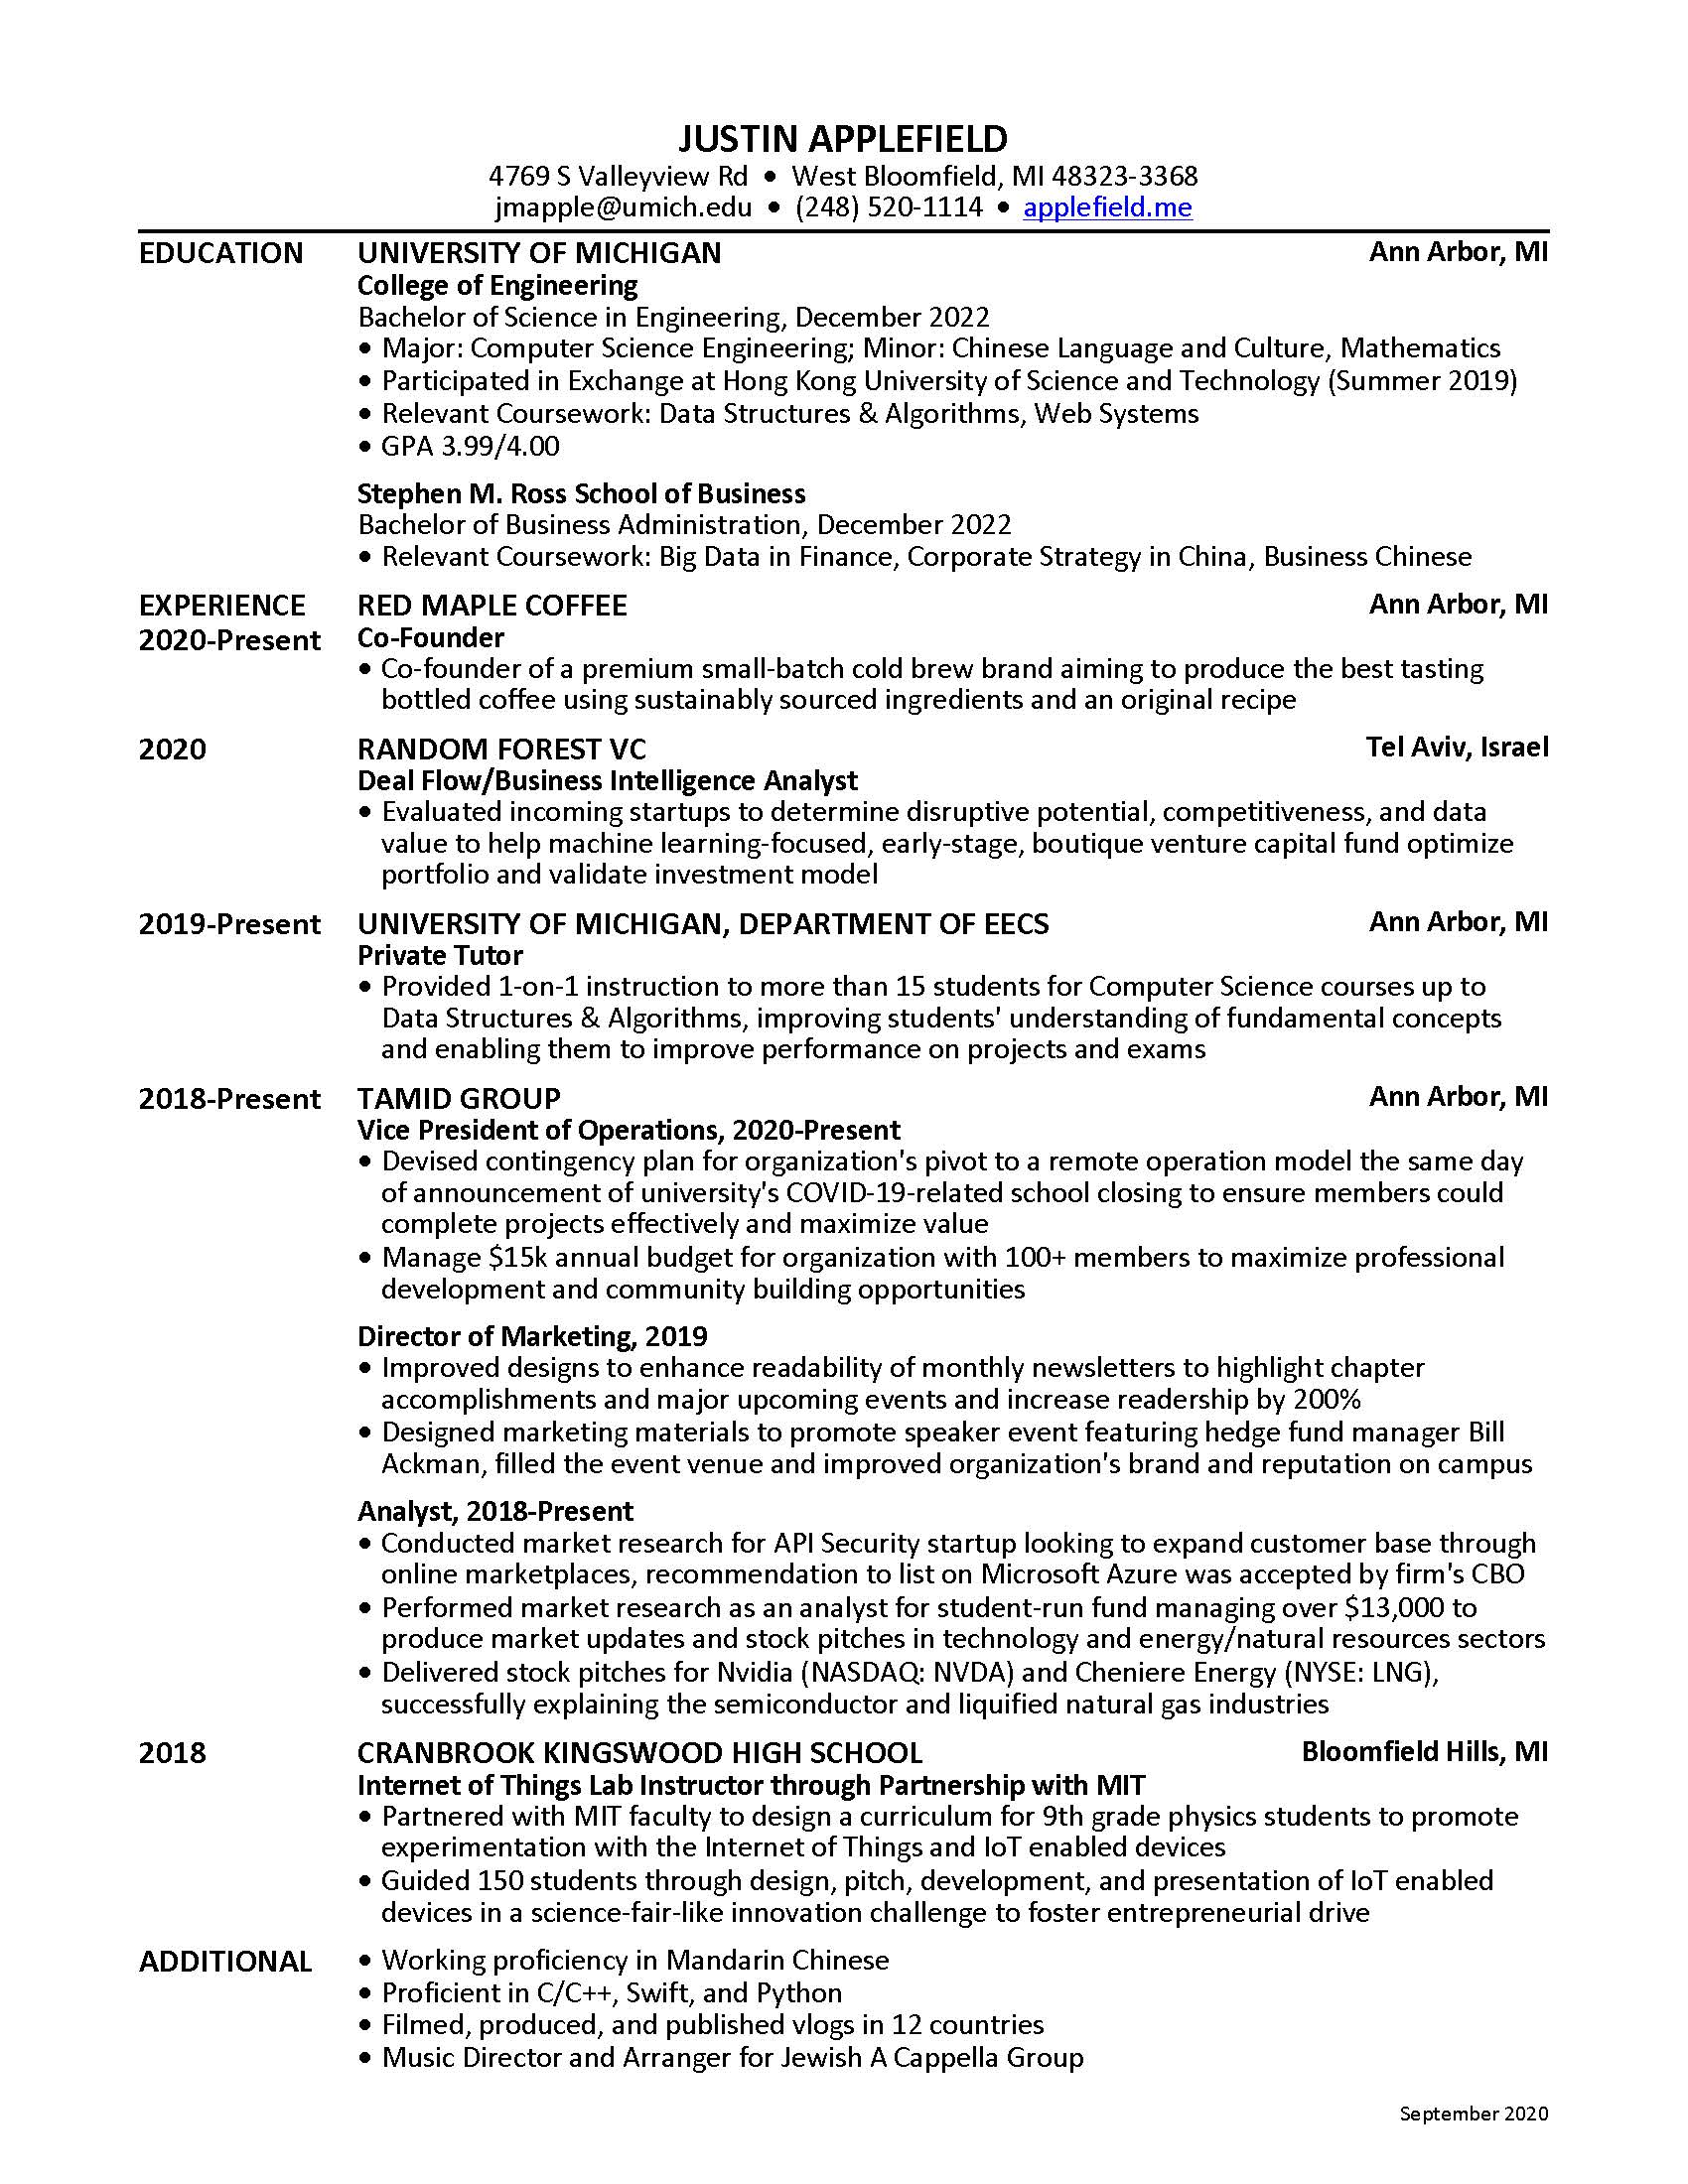 JUSTIN APPLEFIELD
4769 S Valleyview Rd • West Bloomfield, MI 48323-3368
jmapple@umich.edu • (248) 520-1114 • applefield.me
EDUCATION UNIVERSITY OF MICHIGAN Ann Arbor, MI
College of Engineering
Bachelor of Science in Engineering, December 2022
• Major: Computer Science Engineering; Minor: Chinese Language and Culture, Mathematics
• Participated in Exchange at Hong Kong University of Science and Technology (Summer 2019)
• Relevant Coursework: Data Structures & Algorithms, Web Systems
• GPA 3.99/4.00
Stephen M. Ross School of Business
Bachelor of Business Administration, December 2022
• Relevant Coursework: Big Data in Finance, Corporate Strategy in China, Business Chinese
EXPERIENCE RED MAPLE COFFEE Ann Arbor, MI
2020-Present Co-Founder
• Co-founder of a premium small-batch cold brew brand aiming to produce the best tasting
bottled coffee using sustainably sourced ingredients and an original recipe
2020 RANDOM FOREST VC Tel Aviv, Israel
Deal Flow/Business Intelligence Analyst
• Evaluated incoming startups to determine disruptive potential, competitiveness, and data
value to help machine learning-focused, early-stage, boutique venture capital fund optimize
portfolio and validate investment model
2019-Present UNIVERSITY OF MICHIGAN, DEPARTMENT OF EECS Ann Arbor, MI
Private Tutor
• Provided 1-on-1 instruction to more than 15 students for Computer Science courses up to
Data Structures & Algorithms, improving students' understanding of fundamental concepts
and enabling them to improve performance on projects and exams
2018-Present TAMID GROUP Ann Arbor, MI
Vice President of Operations, 2020-Present
• Devised contingency plan for organization's pivot to a remote operation model the same day
of announcement of university's COVID-19-related school closing to ensure members could
complete projects effectively and maximize value
• Manage $15k annual budget for organization with 100+ members to maximize professional
development and community building opportunities
Director of Marketing, 2019
• Improved designs to enhance readability of monthly newsletters to highlight chapter
accomplishments and major upcoming events and increase readership by 200%
• Designed marketing materials to promote speaker event featuring hedge fund manager Bill
Ackman, filled the event venue and improved organization's brand and reputation on campus
Analyst, 2018-Present
• Conducted market research for API Security startup looking to expand customer base through
online marketplaces, recommendation to list on Microsoft Azure was accepted by firm's CBO
• Performed market research as an analyst for student-run fund managing over $13,000 to
produce market updates and stock pitches in technology and energy/natural resources sectors
• Delivered stock pitches for Nvidia (NASDAQ: NVDA) and Cheniere Energy (NYSE: LNG),
successfully explaining the semiconductor and liquified natural gas industries
2018 CRANBROOK KINGSWOOD HIGH SCHOOL Bloomfield Hills, MI
Internet of Things Lab Instructor through Partnership with MIT
• Partnered with MIT faculty to design a curriculum for 9th grade physics students to promote
experimentation with the Internet of Things and IoT enabled devices
• Guided 150 students through design, pitch, development, and presentation of IoT enabled
devices in a science-fair-like innovation challenge to foster entrepreneurial drive
ADDITIONAL • Working proficiency in Mandarin Chinese
• Proficient in C/C++, Swift, and Python
• Filmed, produced, and published vlogs in 12 countries
• Music Director and Arranger for Jewish A Cappella Group
September 2020